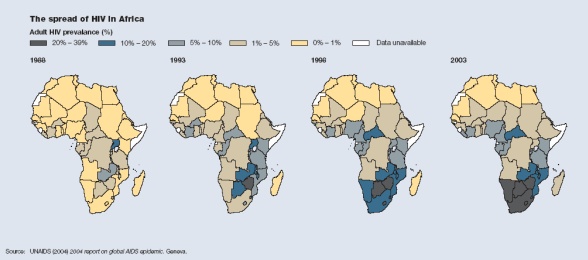 The spread of HIV in Africa
Adult HIV prevalance (%)
20% – 39% 10% – 20% 5% – 10% 1% – 5% 0% – 1% Data unavailable
1988 1993 1998 2003
Source: UNAIDS (2004) 2004 report on global AIDS epidemic. Geneva.